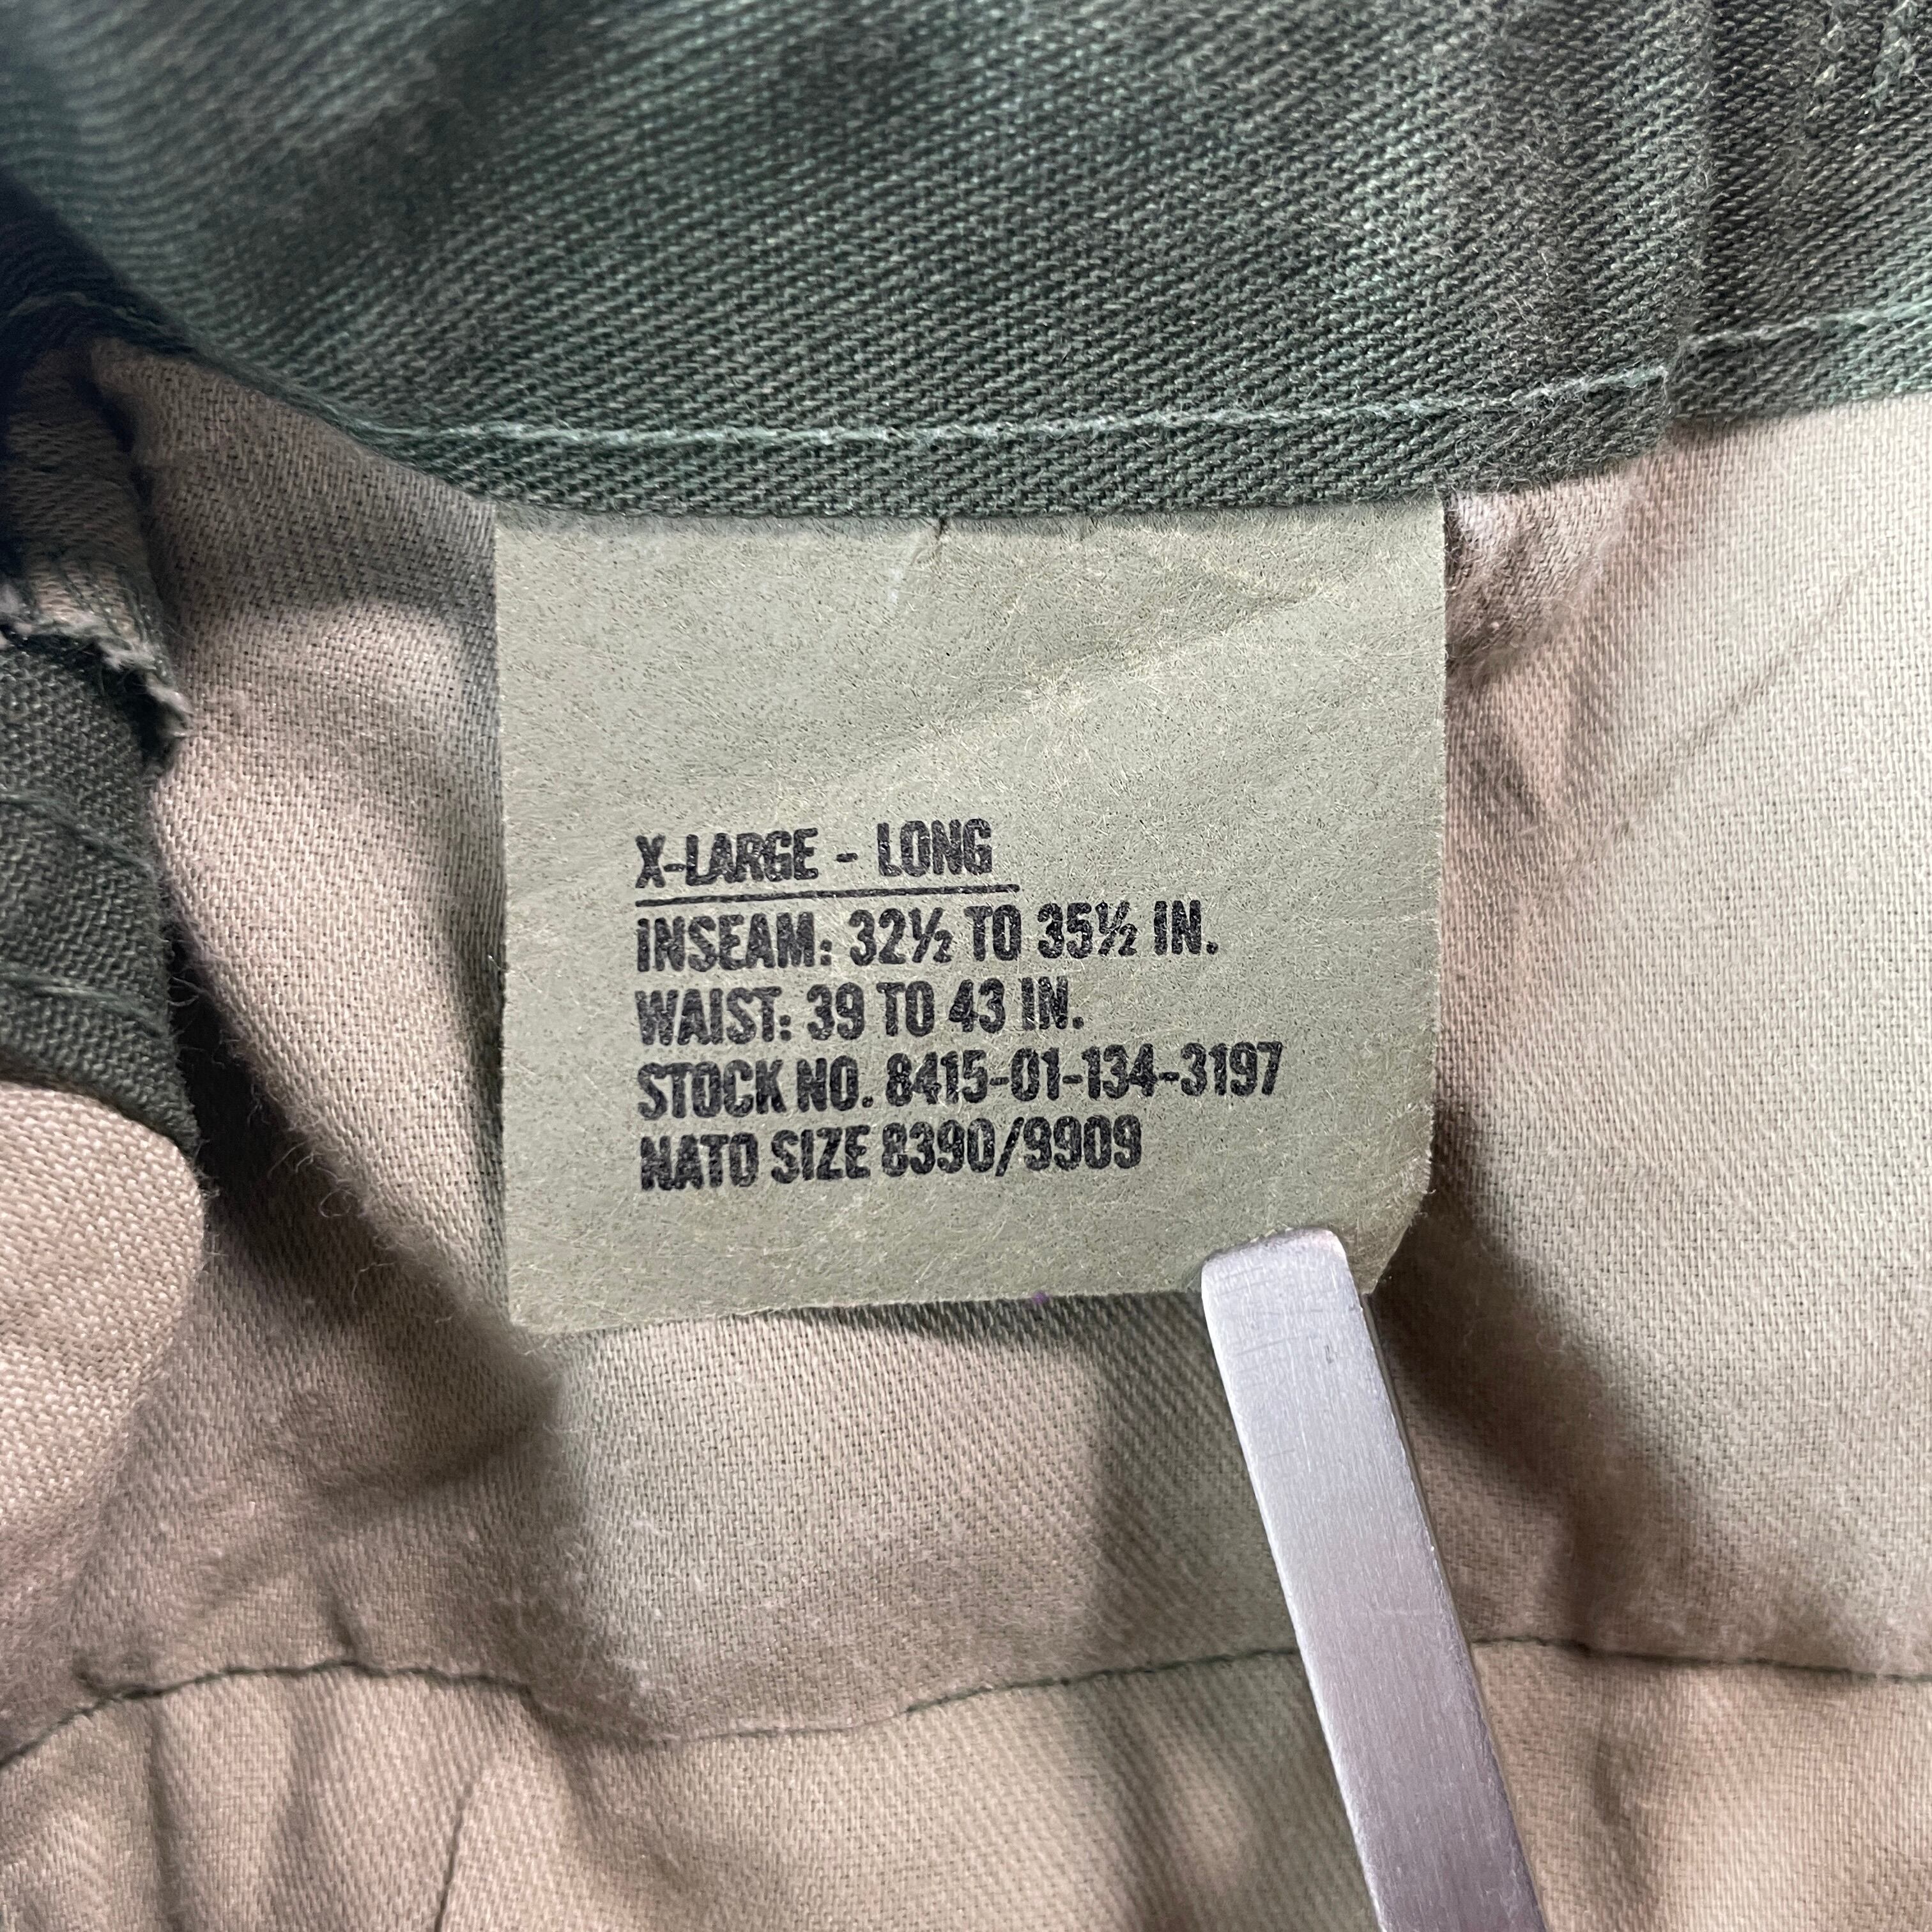 X-LARGE - LONG
INSEAM: 32½ TO 35½ IN.
WAIST: 39 TO 43 IN.
STOCK NO. 8415-01-134-3197
NATO SIZE 8390/9909